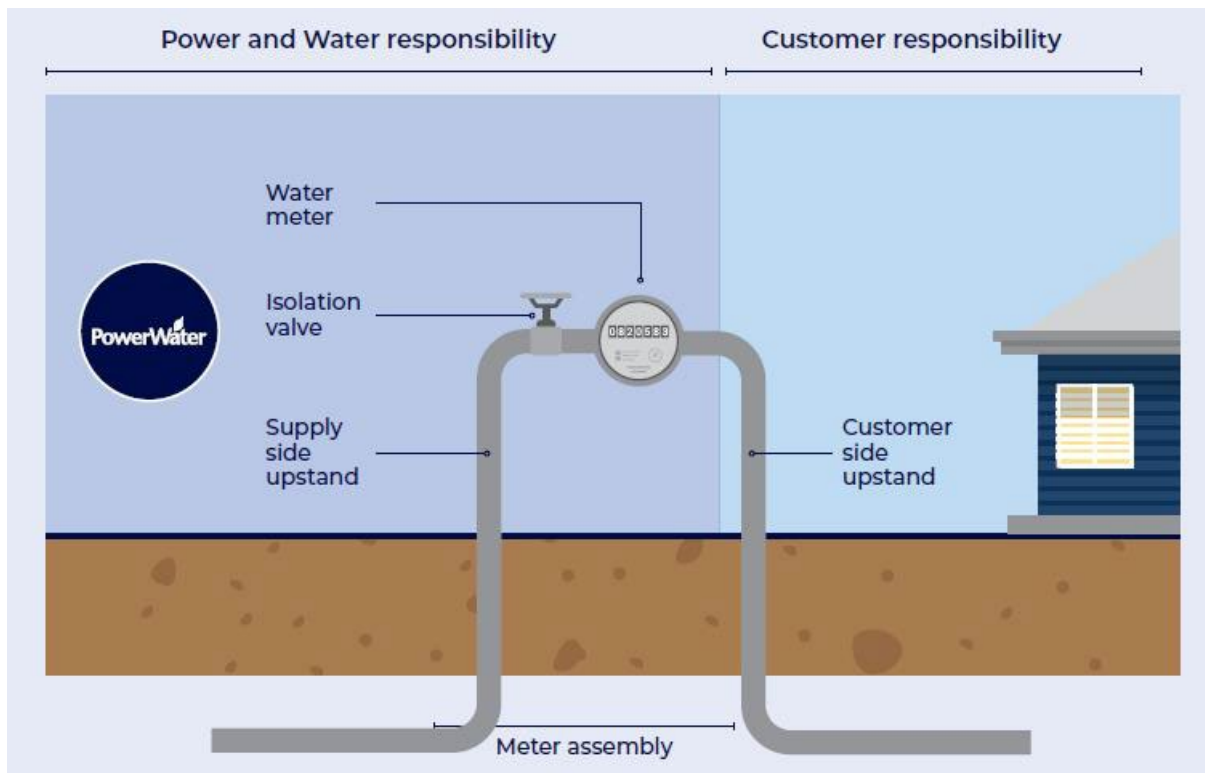 Power and Water responsibility
Customer responsibility
Water
meter
Isolation
valve
PowerWater
0820583
Supply
side
upstand
Customer
side
upstand
Meter assembly